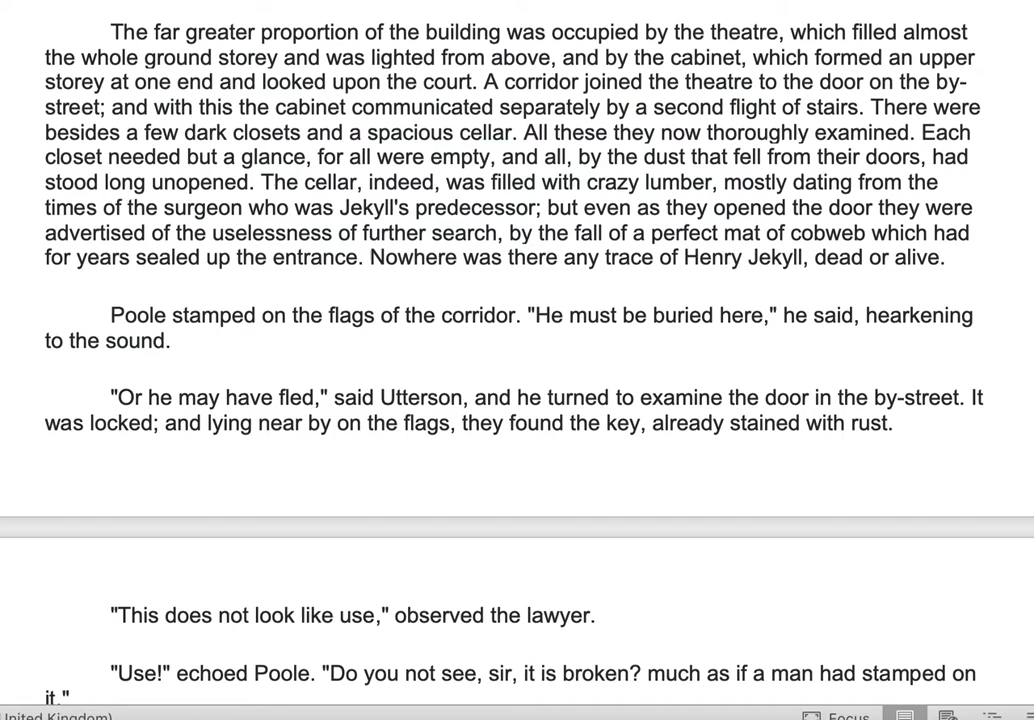 The far greater proportion of the building was occupied by the theatre, which filled almost
the whole ground storey and was lighted from above, and by the cabinet, which formed an upper
storey at one end and looked upon the court. A corridor joined the theatre to the door on the by-
street; and with this the cabinet communicated separately by a second flight of stairs. There were
besides a few dark closets and a spacious cellar. All these they now thoroughly examined. Each
closet needed but a glance, for all were empty, and all, by the dust that fell from their doors, had
stood long unopened. The cellar, indeed, was filled with crazy lumber, mostly dating from the
times of the surgeon who was Jekyll's predecessor; but even as they opened the door they were
advertised of the uselessness of further search, by the fall of a perfect mat of cobweb which had
for years sealed up the entrance. Nowhere was there any trace of Henry Jekyll, dead or alive.
Poole stamped on the flags of the corridor. "He must be buried here," he said, hearkening
to the sound.
"Or he may have fled," said Utterson, and he turned to examine the door in the by-street. It
was locked; and lying near by on the flags, they found the key, already stained with rust.
"This does not look like use," observed the lawyer.
"Use!" echoed Poole. "Do you not see, sir, it is broken? much as if a man had stamped on
it."
United Kingdom) Focus